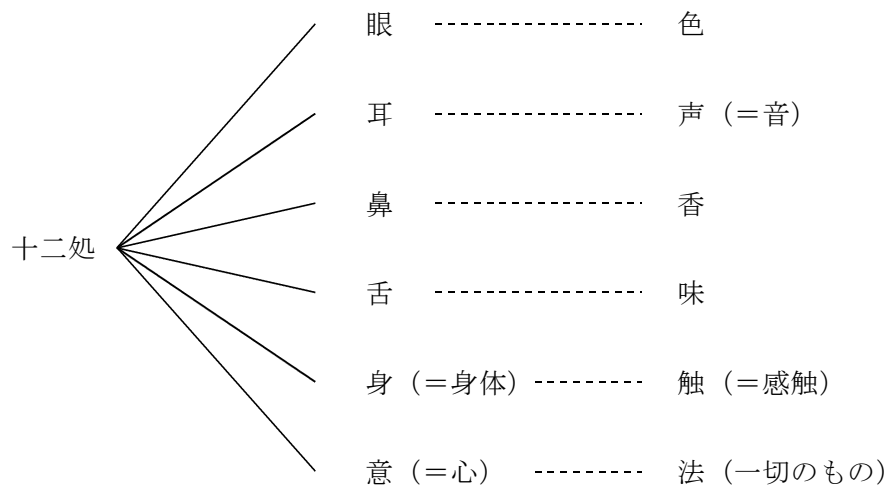 眼 色
耳 声（＝音）
鼻 香
十二処
舌 味
身（＝身体） 触（＝感触）
意（＝心） 法（一切のもの）